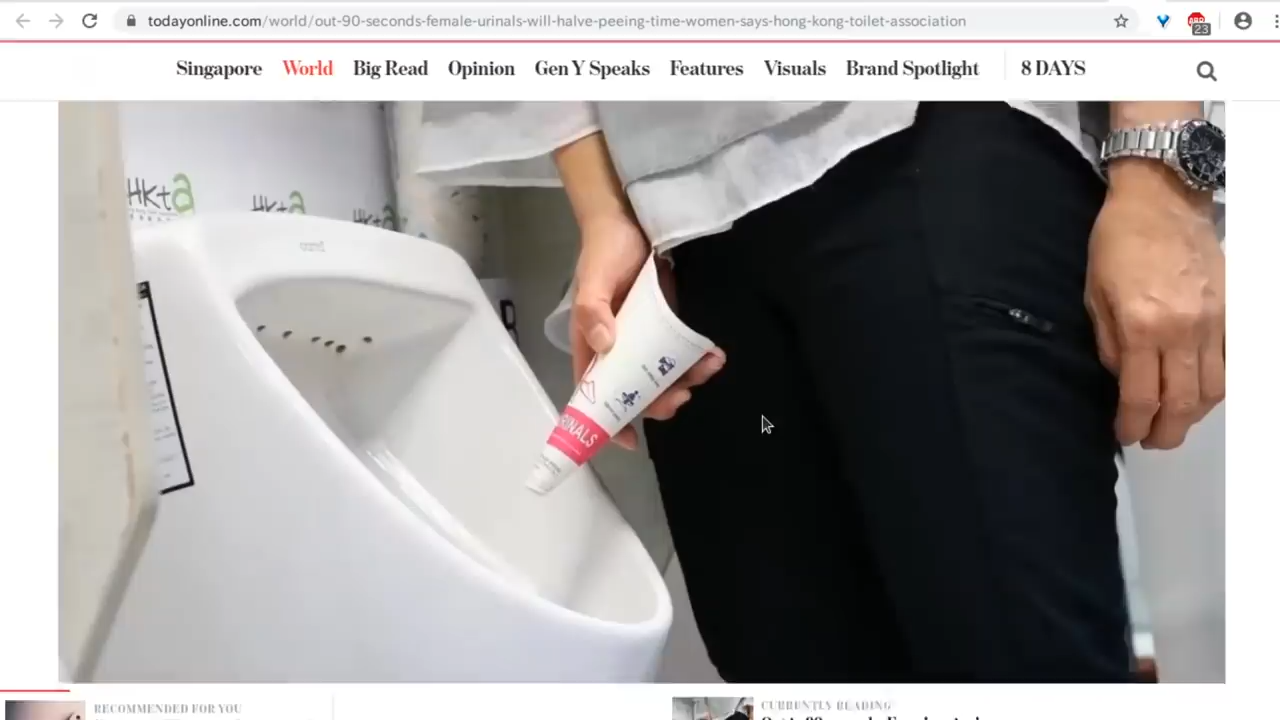 todayonline.com/world/out-90-seconds-female-urinals-will-halve-peeing-time-women-says-hong-kong-toilet-association
23
Singapore World Big Read Opinion Gen Y Speaks Features Visuals Brand Spotlight 8 DAYS
HKta
HKta
HKta
RINALS
RECOMMENDED FOR YOU
CURRENTLY READING